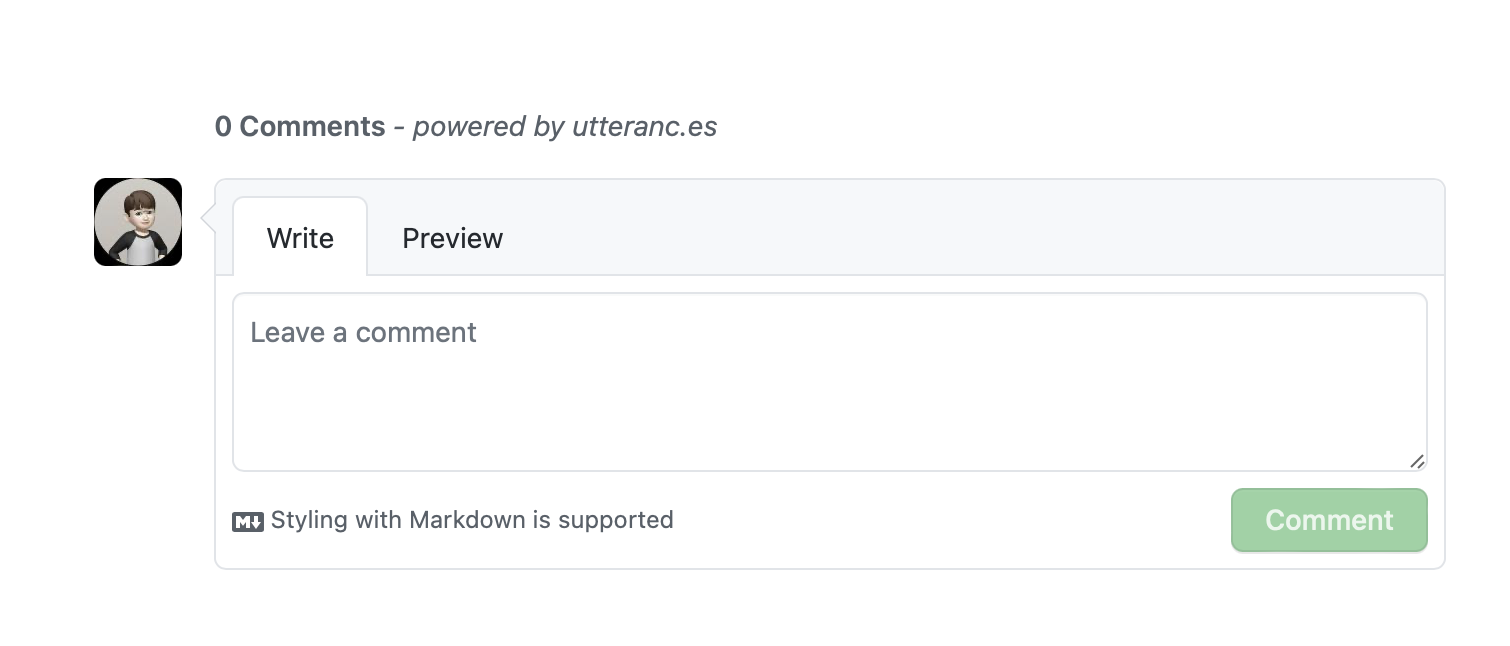 0 Comments - powered by utteranc.es
Write Preview
Leave a comment
M Styling with Markdown is supported
Comment